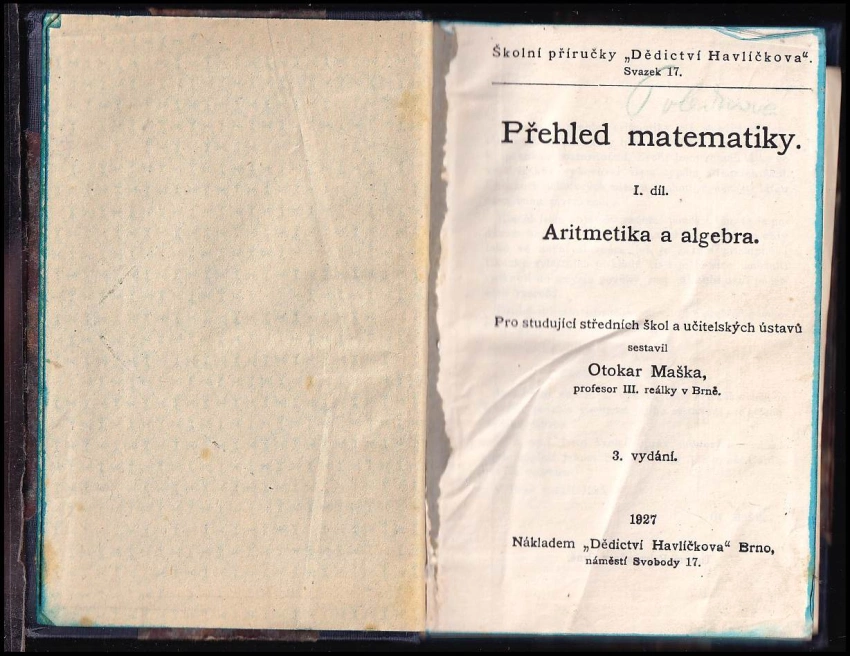 Školní příručky „Dědictví Havlíčkova“.
Svazek 17.
Přehled matematiky.
I. díl.
Aritmetika a algebra.
Pro studující středních škol a učitelských ústavů
sestavil
Otokar Maška,
profesor III. reálky v Brně.
3. vydání.
1927
Nákladem „Dědictví Havlíčkova“ Brno,
náměstí Svobody 17.